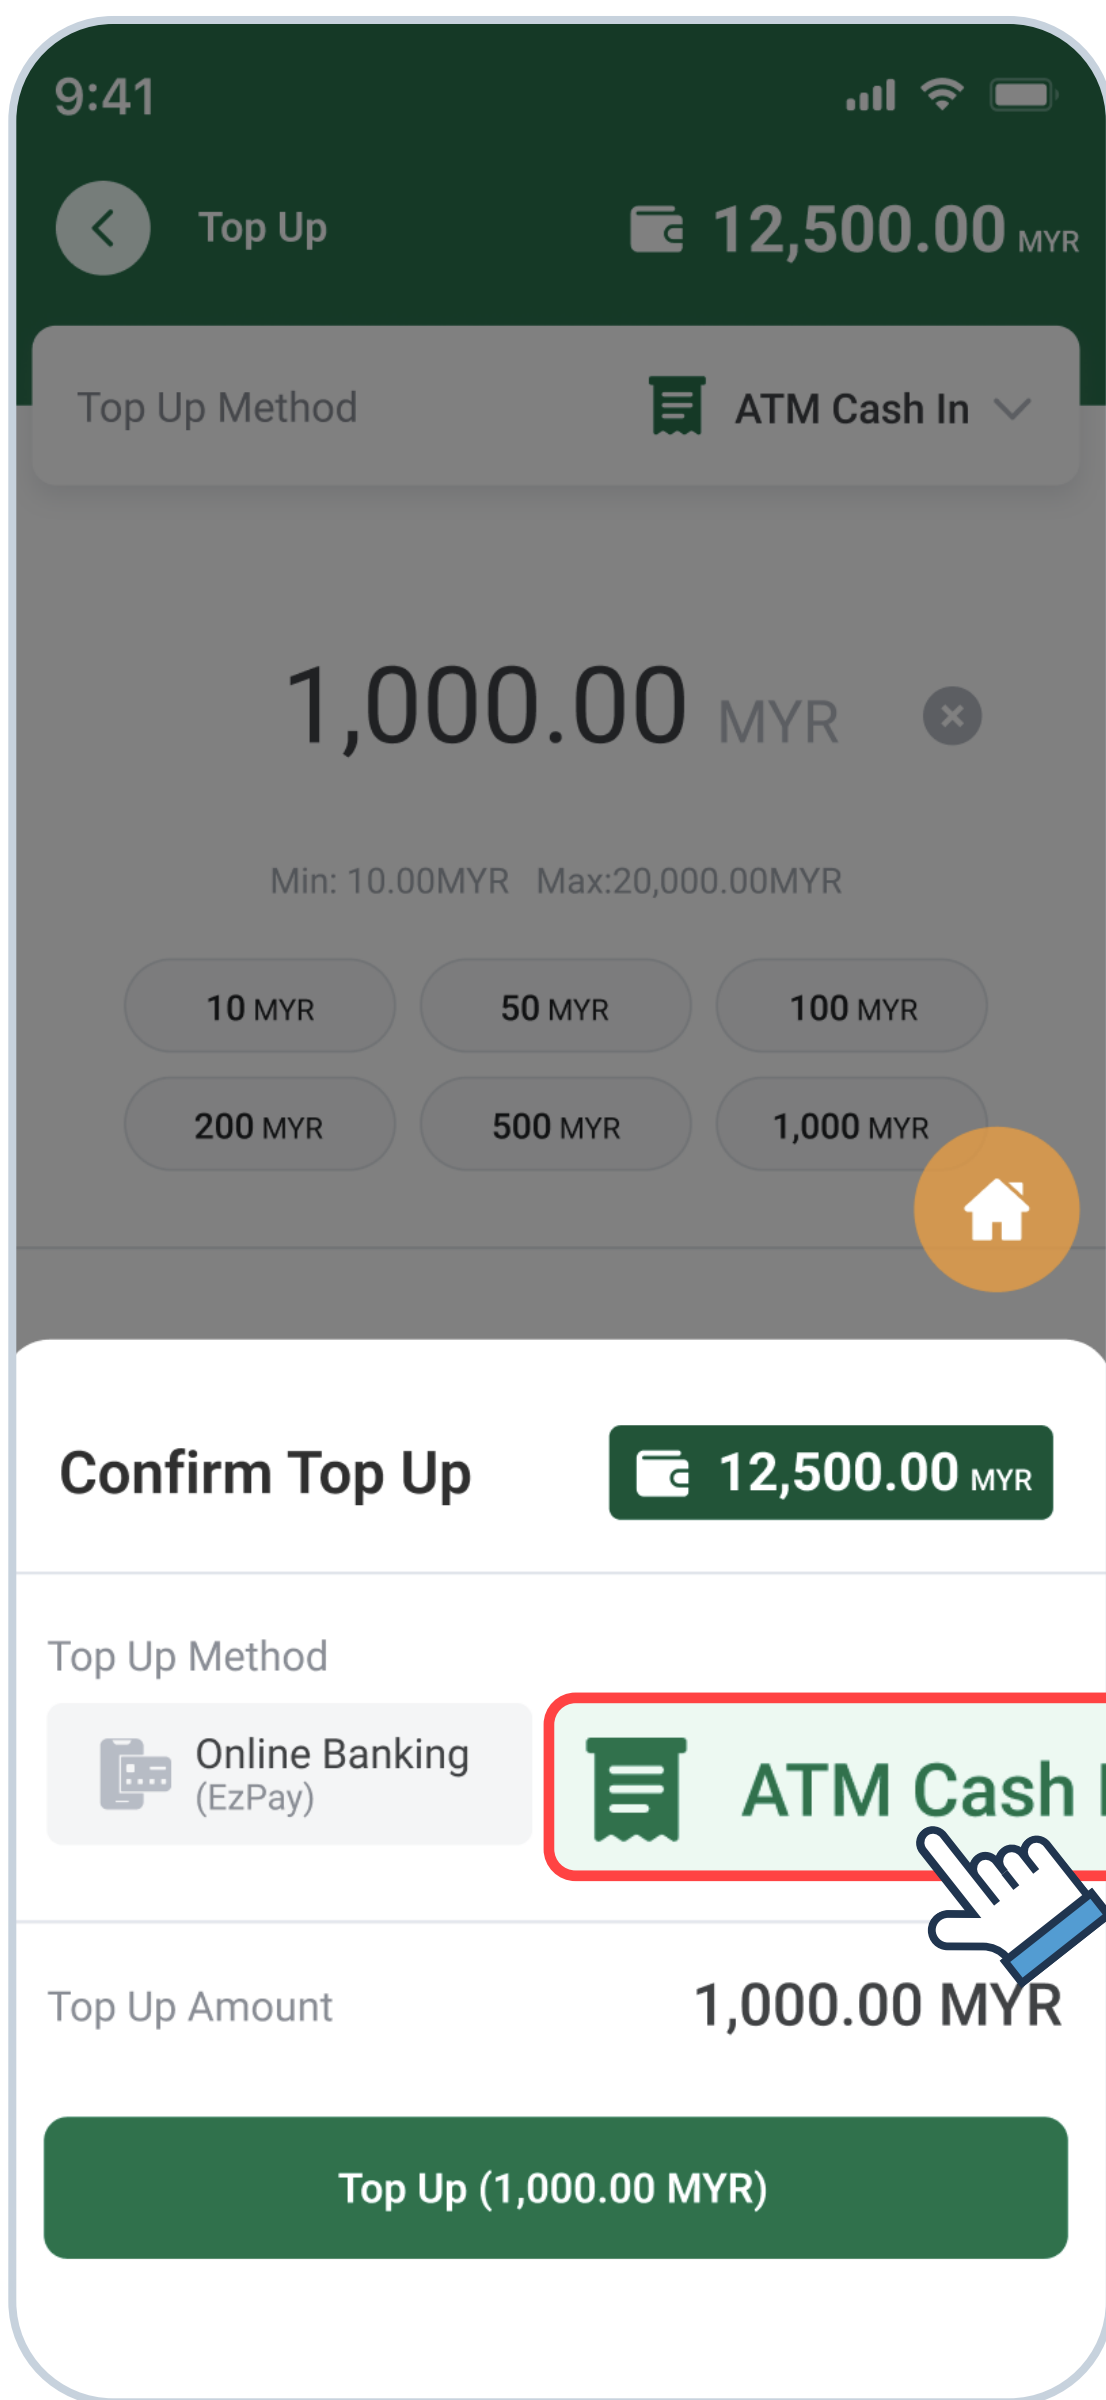 9:41
Top Up
12,500.00 MYR
Top Up Method
ATM Cash In
1,000.00 MYR
Min: 10.00MYR Max:20,000.00MYR
10 MYR
50 MYR
100 MYR
200 MYR
500 MYR
1,000 MYR
Confirm Top Up
12,500.00 MYR
Top Up Method
Online Banking
(EzPay)
ATM Cash
Top Up Amount
1,000.00 MYR
Top Up (1,000.00 MYR)